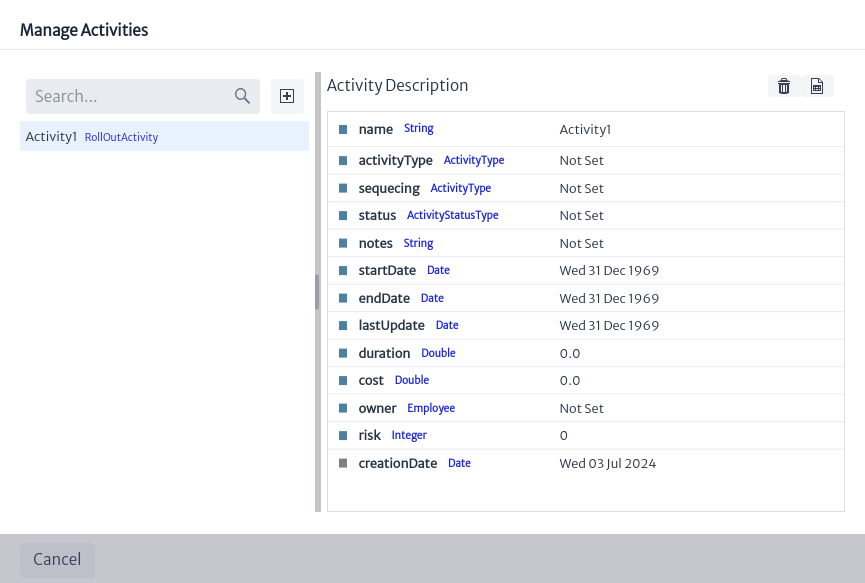 Manage Activities
Search...
Activity1 RollOutActivity
Activity Description
name String Activity1
activityType ActivityType Not Set
sequecing ActivityType Not Set
status ActivityStatusType Not Set
notes String Not Set
startDate Date Wed 31 Dec 1969
endDate Date Wed 31 Dec 1969
lastUpdate Date Wed 31 Dec 1969
duration Double 0.0
cost Double 0.0
owner Employee Not Set
risk Integer 0
creationDate Date Wed 03 Jul 2024
Cancel